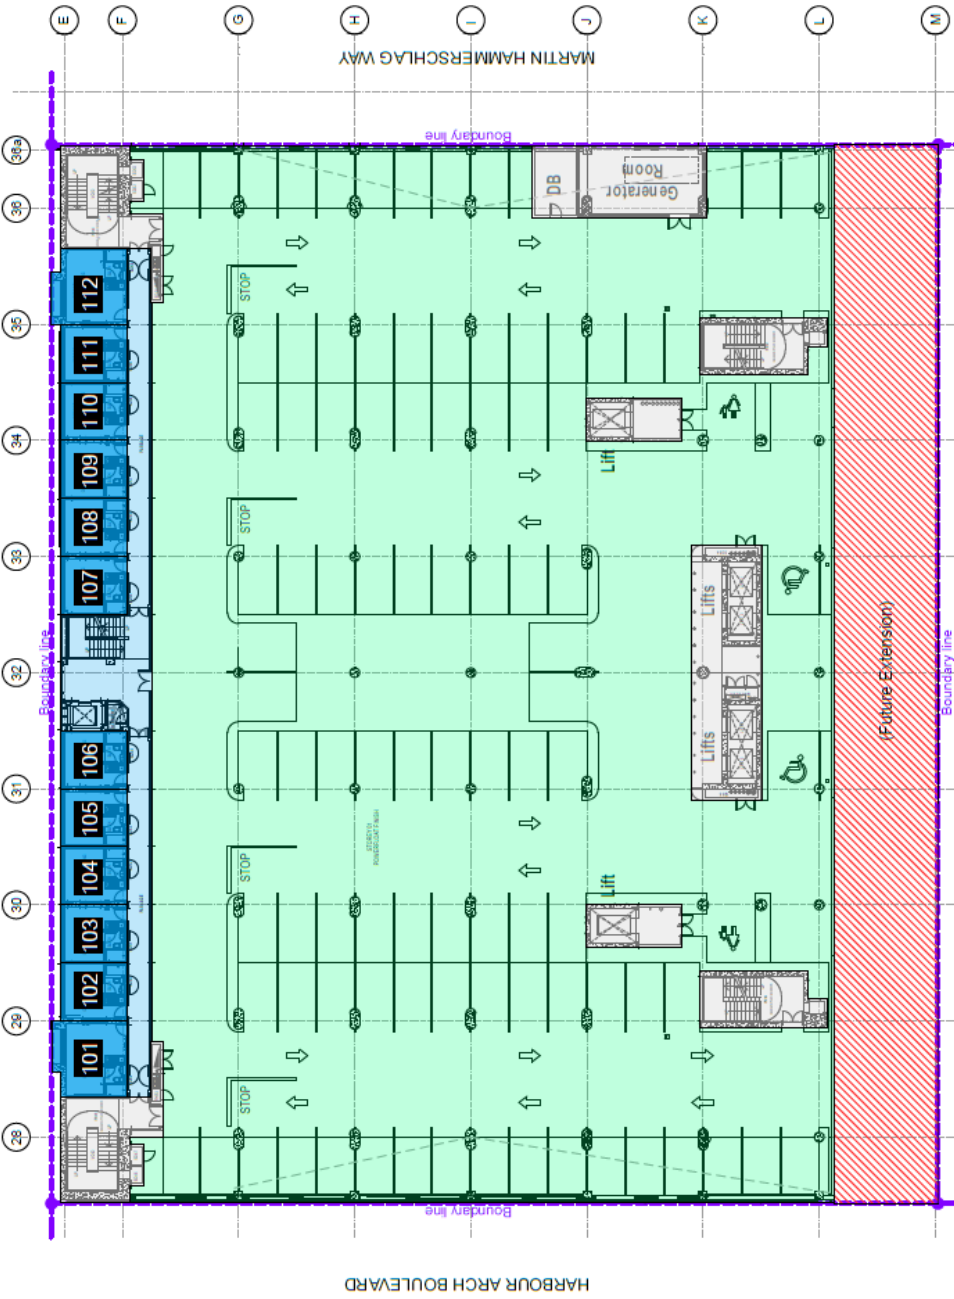 E F G H I J K L M
MARTIN HAMMERSCHLAG WAY
Boundary line
36a
36
35
34
33
32
31
30
29
28
DB
Generator
Room
112
111
110
109
108
107
106
105
104
103
102
101
STOP
STOP
STOP
STOP
Lift
Lifts
Lifts
Lift
Boundary line
(Future Extension)
Boundary line
Boundary line
HARBOUR ARCH BOULEVARD